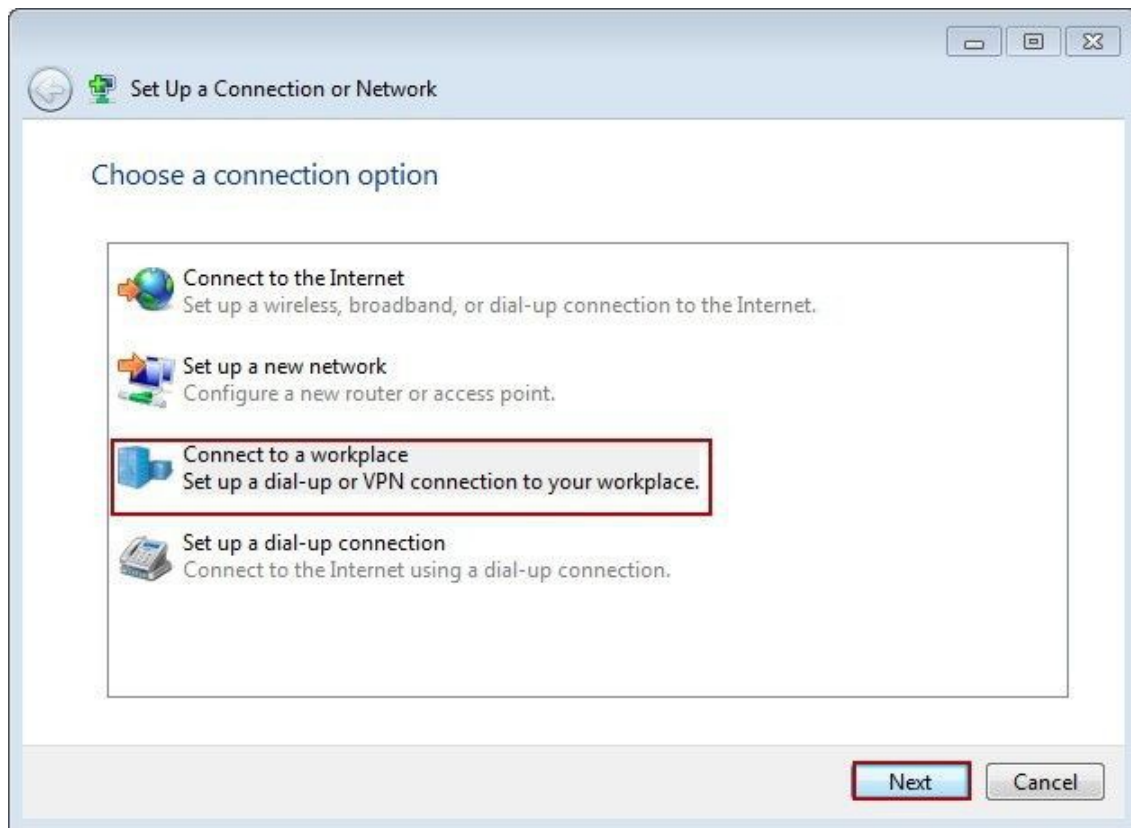 Set Up a Connection or Network
Choose a connection option
Connect to the Internet
Set up a wireless, broadband, or dial-up connection to the Internet.
Set up a new network
Configure a new router or access point.
Connect to a workplace
Set up a dial-up or VPN connection to your workplace.
Set up a dial-up connection
Connect to the Internet using a dial-up connection.
Next
Cancel